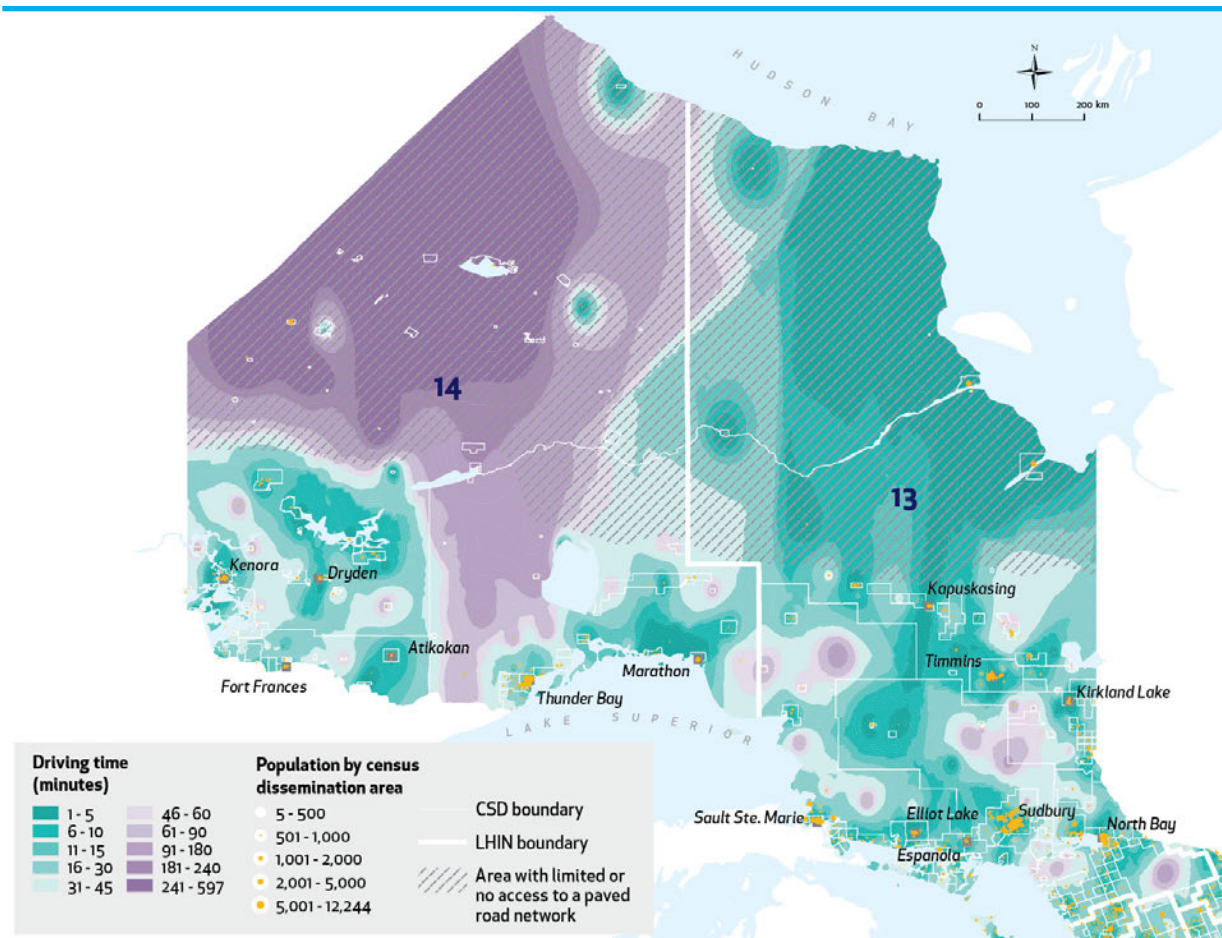 HUDSON BAY
N
0 100 200 km
14
13
Kenora
Dryden
Kapuskasing
Atikokan
Timmins
Marathon
Fort Frances
Thunder Bay
Kirkland Lake
LAKE SUPERIOR
Sault Ste. Marie
Elliot Lake
Sudbury
North Bay
Espanola
Driving time
(minutes)
1 - 5
6 - 10
11 - 15
16 - 30
31 - 45
46 - 60
61 - 90
91 - 180
181 - 240
241 - 597
Population by census
dissemination area
5 - 500
501 - 1,000
1,001 - 2,000
2,001 - 5,000
5,001 - 12,244
CSD boundary
LHIN boundary
Area with limited or
no access to a paved
road network